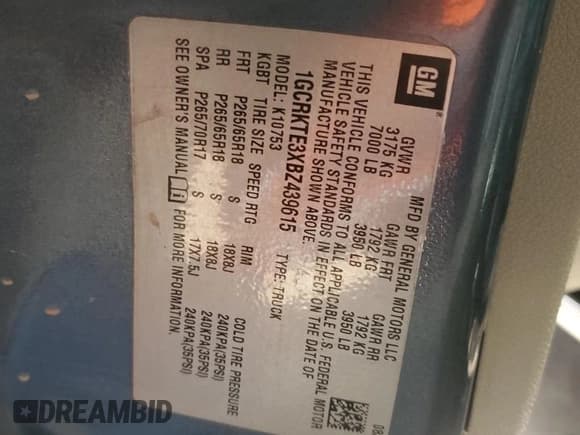 GM
®
MFD BY GENERAL MOTORS LLC
08
GVWR GAWR FRT GAWR RR
3175 KG 1792 KG 1792 KG
7000 LB 3950 LB 3950 LB
THIS VEHICLE CONFORMS TO ALL APPLICABLE U.S. FEDERAL MOTOR
VEHICLE SAFETY STANDARDS IN EFFECT ON THE DATE OF
MANUFACTURE SHOWN ABOVE.
1GCRKTE3XBZ439615 TYPE:TRUCK
MODEL: K10753
KGBT TIRE SIZE SPEED RTG RIM COLD TIRE PRESSURE
FRT P265/65R18 S 18X8J 240KPA(35PSI)
RR P265/65R18 S 18X8J 240KPA(35PSI)
SPA P265/70R17 S 17X7.5J 240KPA(35PSI)
SEE OWNER'S MANUAL FOR MORE INFORMATION.
DREAMBID